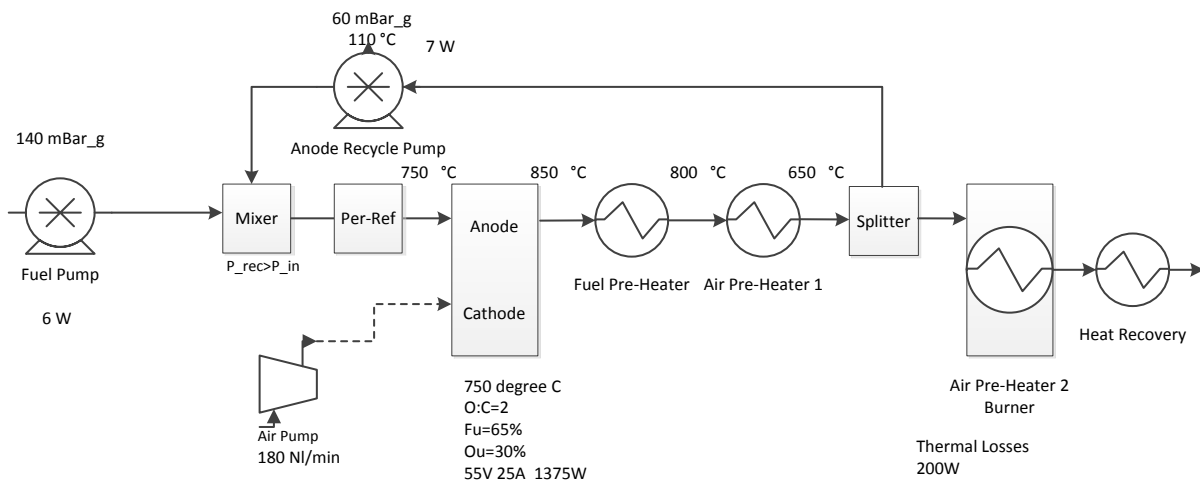 60 mBar_g
110 °C
7 W
140 mBar_g
Anode Recycle Pump
750 °C
850 °C
800 °C
650 °C
Mixer
Per-Ref
Anode
Splitter
P_rec>P_in
Fuel Pump
Fuel Pre-Heater
Air Pre-Heater 1
6 W
Cathode
Heat Recovery
750 degree C
O:C=2
Fu=65%
Ou=30%
55V 25A 1375W
Air Pre-Heater 2
Burner
Air Pump
180 Nl/min
Thermal Losses
200W